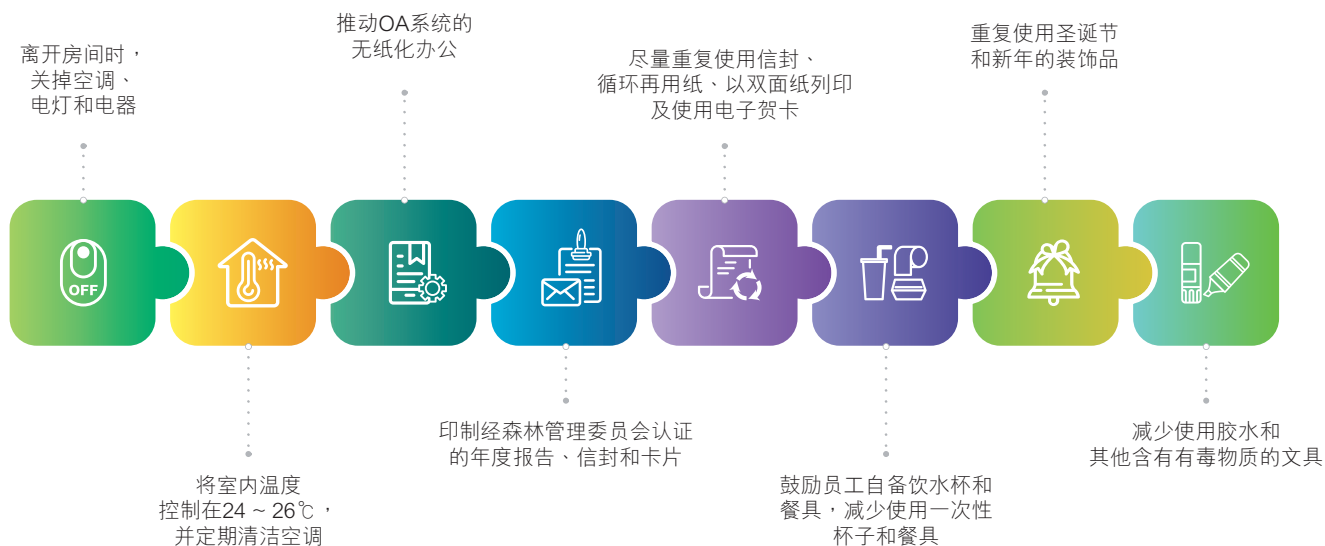 离开房间时，
关掉空调、
电灯和电器
OFF
将室内温度
控制在24 ~ 26℃，
并定期清洁空调
推动OA系统的
无纸化办公
印制经森林管理委员会认证
的年度报告、信封和卡片
尽量重复使用信封、
循环再用纸、以双面纸列印
及使用电子贺卡
鼓励员工自备饮水杯和
餐具，减少使用一次性
杯子和餐具
重复使用圣诞节
和新年的装饰品
减少使用胶水和
其他含有有毒物质的文具